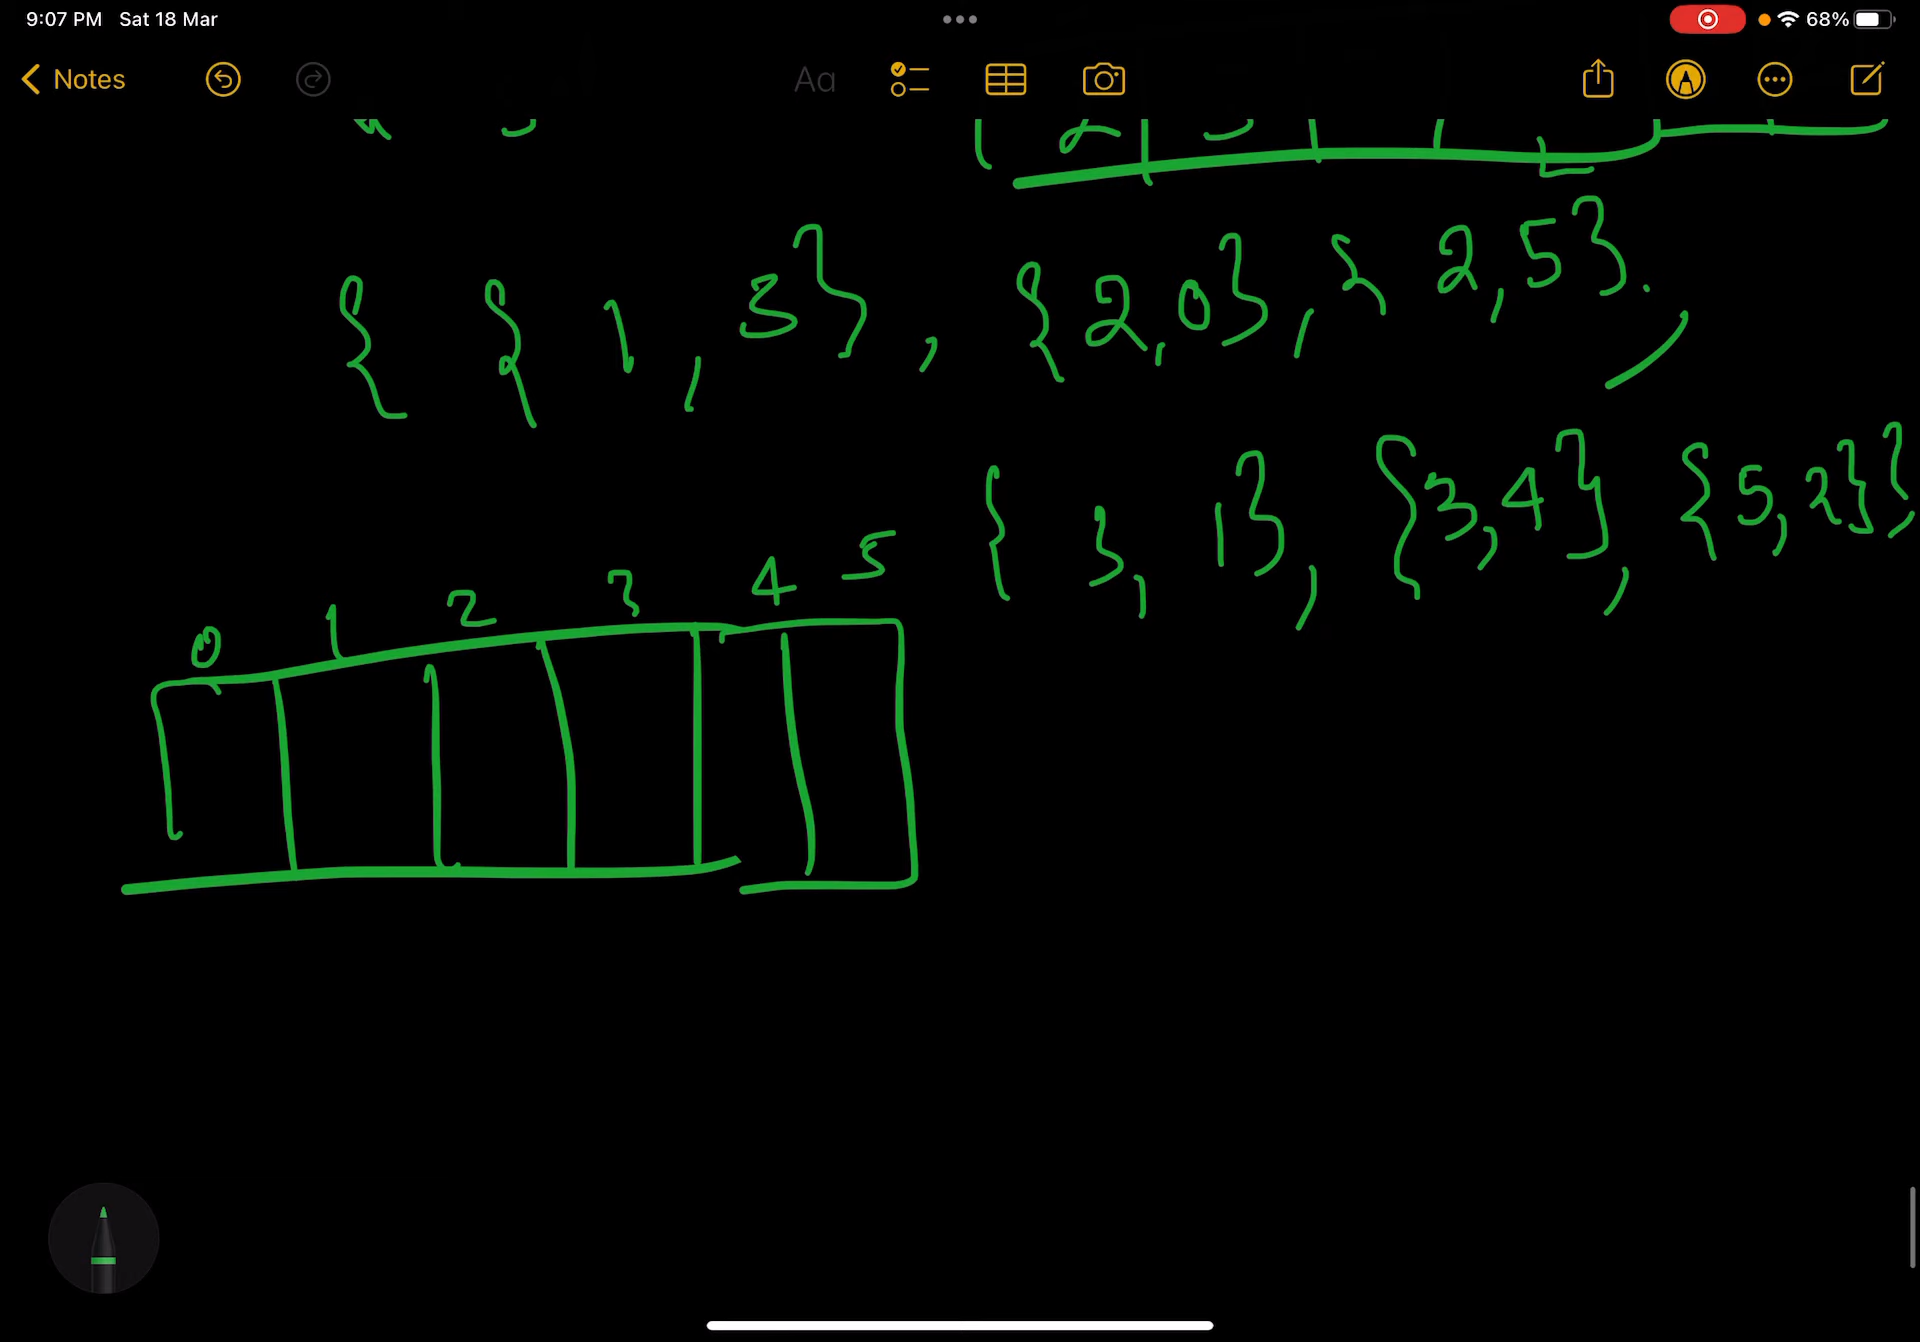 9:07 PM Sat 18 Mar
68%
Notes
Aa
{ { 1 , 3 } , { 2 , 0 } , { 2 , 5 } . ,
{ 3 , 1 } , { 3 , 4 } , { 5 , 2 } } ,
0 1 2 3 4 5